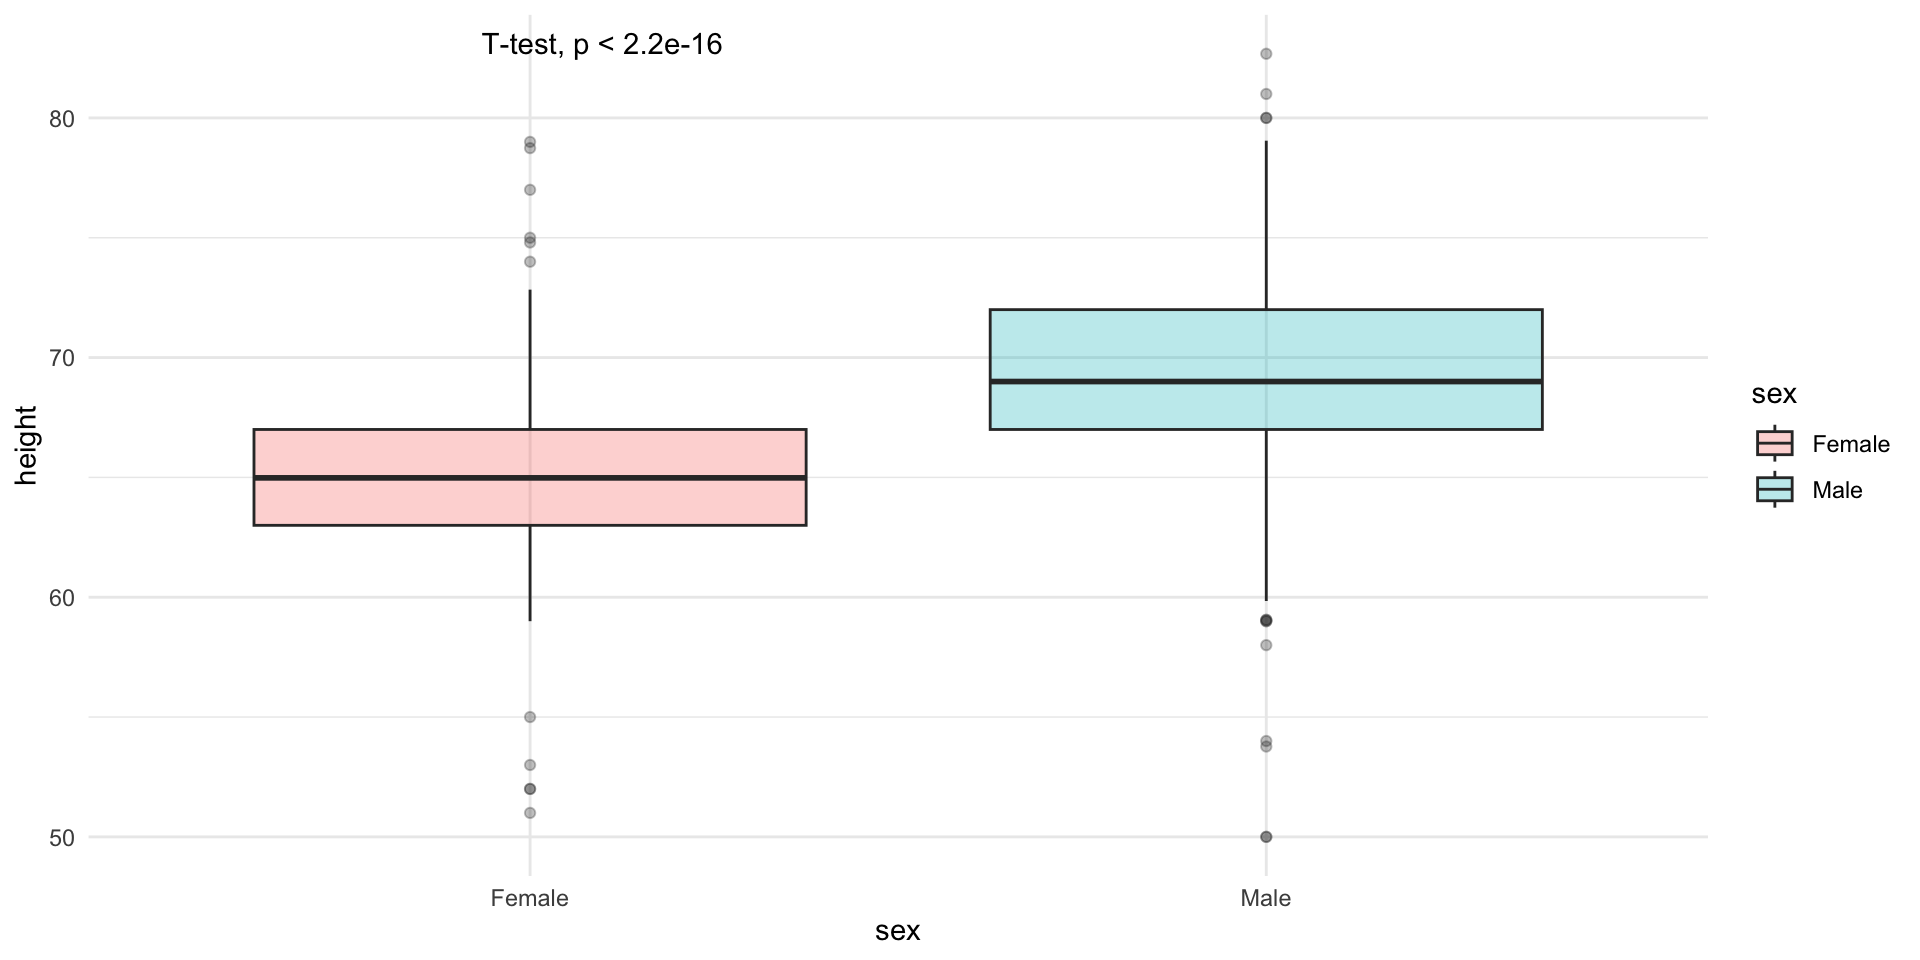 T-test, p < 2.2e-16
80
70
60
50
height
Female
Male
sex
sex
Female
Male